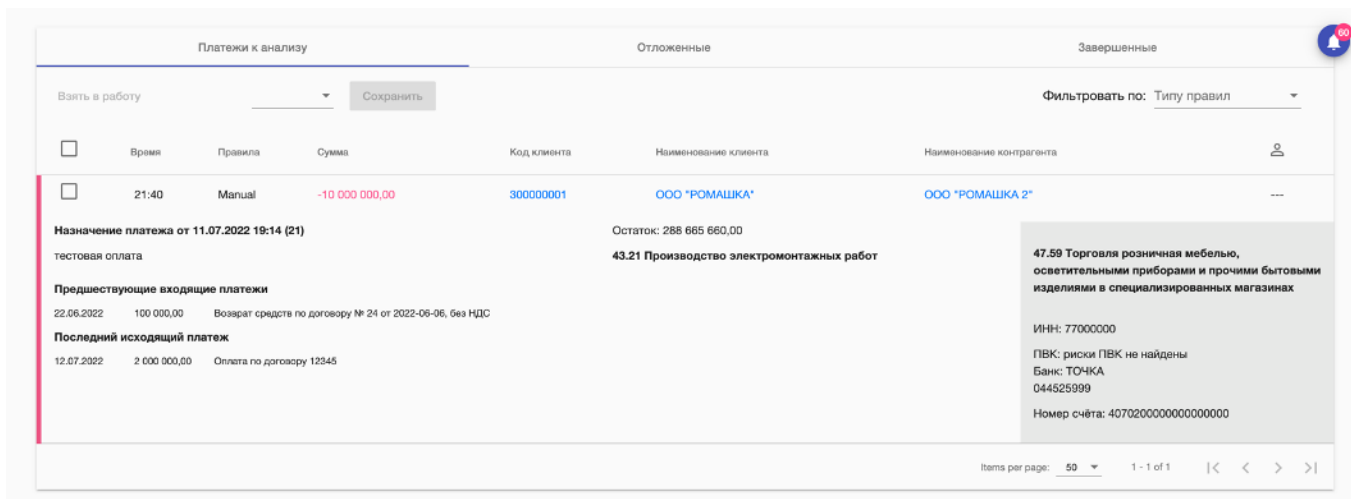 60
Платежи к анализу
Отложенные
Завершенные
Взять в работу
Сохранить
Фильтровать по: Типу правил
Время Правила Сумма Код клиента Наименование клиента Наименование контрагента
21:40 Manual -10 000 000,00 300000001 ООО "РОМАШКА" ООО "РОМАШКА 2" ---
Назначение платежа от 11.07.2022 19:14 (21)
тестовая оплата
Предшествующие входящие платежи
22.06.2022 100 000,00 Возврат средств по договору № 24 от 2022-06-06, без НДС
Последний исходящий платеж
12.07.2022 2 000 000,00 Оплата по договору 12345
Остаток: 288 665 660,00
43.21 Производство электромонтажных работ
47.59 Торговля розничная мебелью,
осветительными приборами и прочими бытовыми
изделиями в специализированных магазинах
ИНН: 77000000
ПВК: риски ПВК не найдены
Банк: ТОЧКА
044525999
Номер счёта: 4070200000000000000
Items per page: 50 1 - 1 of 1